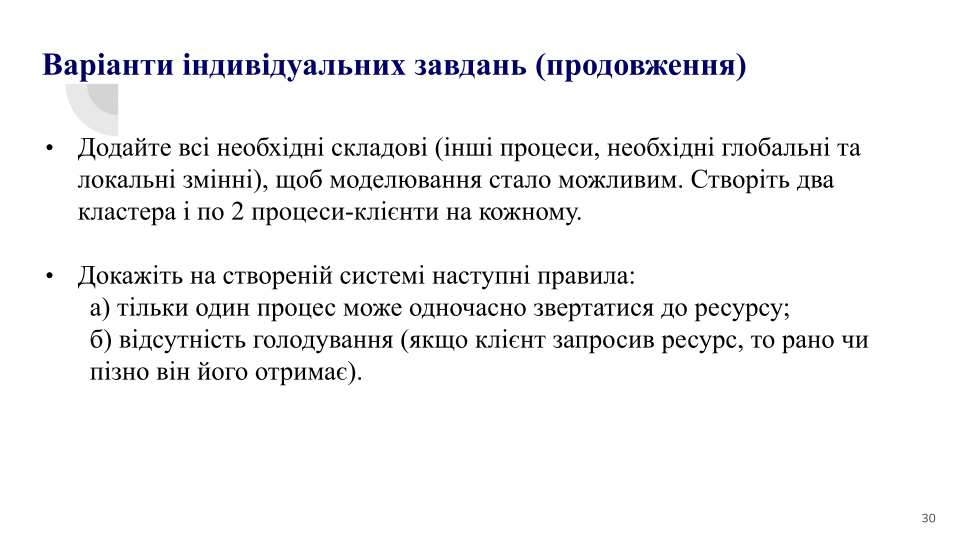 Варіанти індивідуальних завдань (продовження)
• Додайте всі необхідні складові (інші процеси, необхідні глобальні та
локальні змінні), щоб моделювання стало можливим. Створіть два
кластера і по 2 процеси-клієнти на кожному.
• Докажіть на створеній системі наступні правила:
а) тільки один процес може одночасно звертатися до ресурсу;
б) відсутність голодування (якщо клієнт запросив ресурс, то рано чи
пізно він його отримає).
30